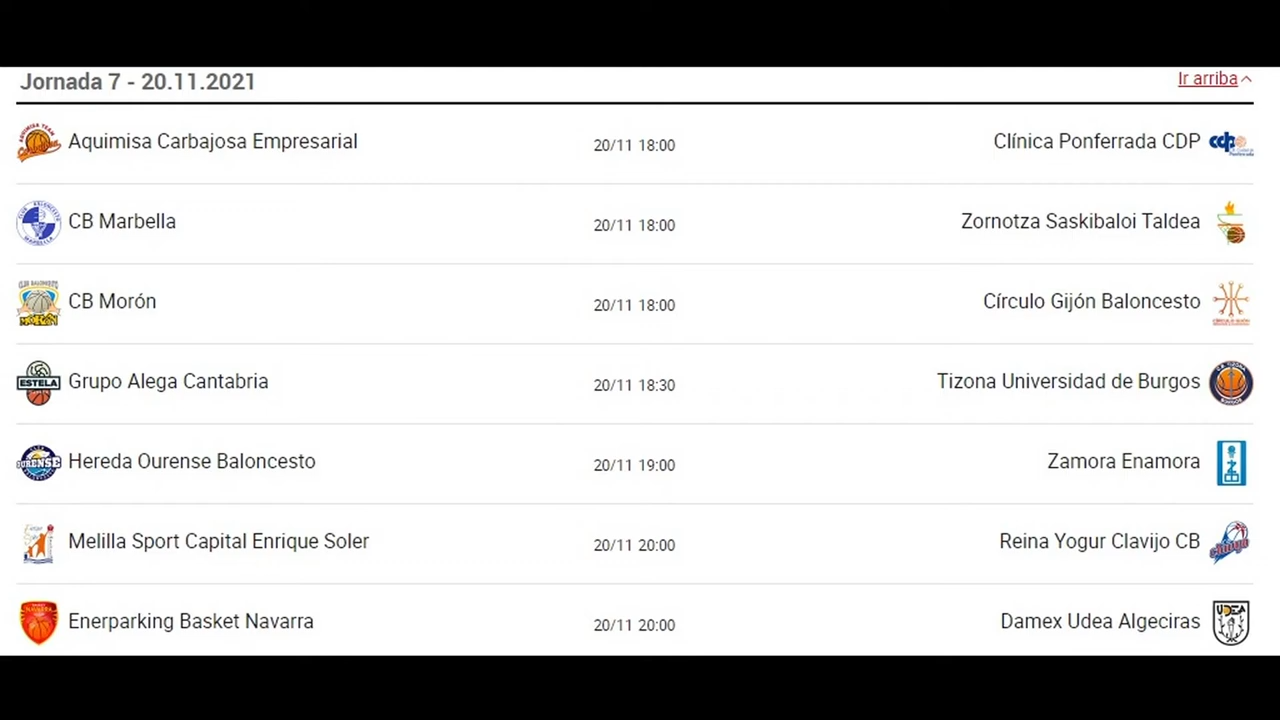 Jornada 7 - 20.11.2021 Ir arriba
Aquimisa Carbajosa Empresarial 20/11 18:00 Clínica Ponferrada CDP
CB Marbella 20/11 18:00 Zornotza Saskibaloi Taldea
CB Morón 20/11 18:00 Círculo Gijón Baloncesto
Grupo Alega Cantabria 20/11 18:30 Tizona Universidad de Burgos
ESTELA
Hereda Ourense Baloncesto 20/11 19:00 Zamora Enamora
OURENSE
Melilla Sport Capital Enrique Soler 20/11 20:00 Reina Yogur Clavijo CB
Enerparking Basket Navarra 20/11 20:00 Damex Udea Algeciras
UDEA